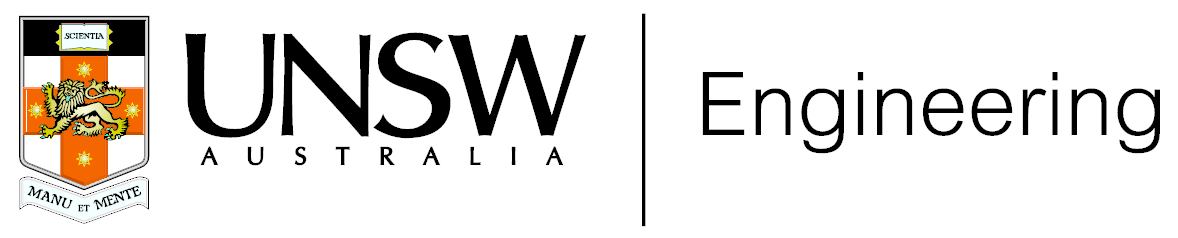 SCIENTIA
MANU ET MENTE
UNSW
AUSTRALIA
Engineering